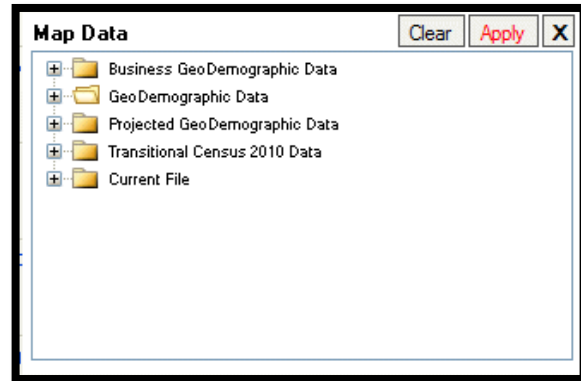 Map Data Clear Apply X
Business GeoDemographic Data
GeoDemographic Data
Projected GeoDemographic Data
Transitional Census 2010 Data
Current File